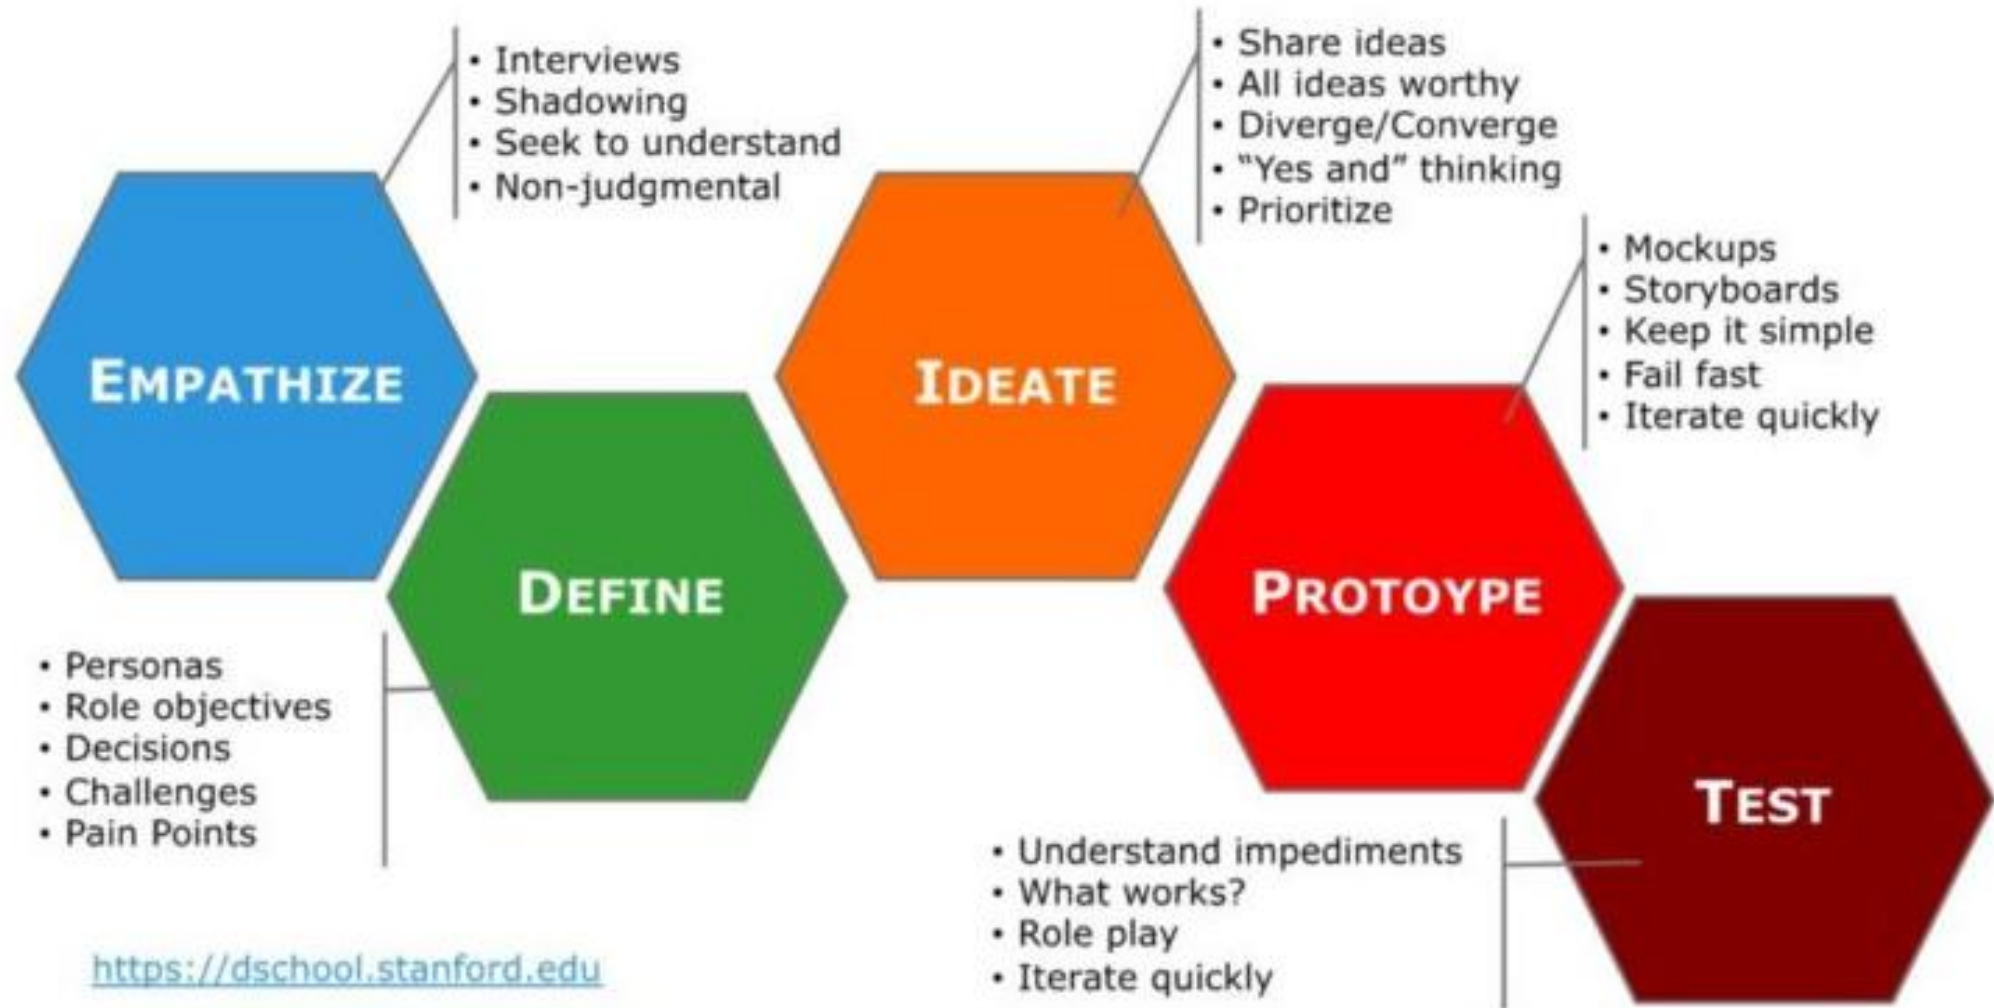 • Interviews
• Shadowing
• Seek to understand
• Non-judgmental
EMPATHIZE
• Personas
• Role objectives
• Decisions
• Challenges
• Pain Points
DEFINE
• Share ideas
• All ideas worthy
• Diverge/Converge
• “Yes and” thinking
• Prioritize
IDEATE
• Mockups
• Storyboards
• Keep it simple
• Fail fast
• Iterate quickly
PROTOYPE
• Understand impediments
• What works?
• Role play
• Iterate quickly
TEST
https://dschool.stanford.edu